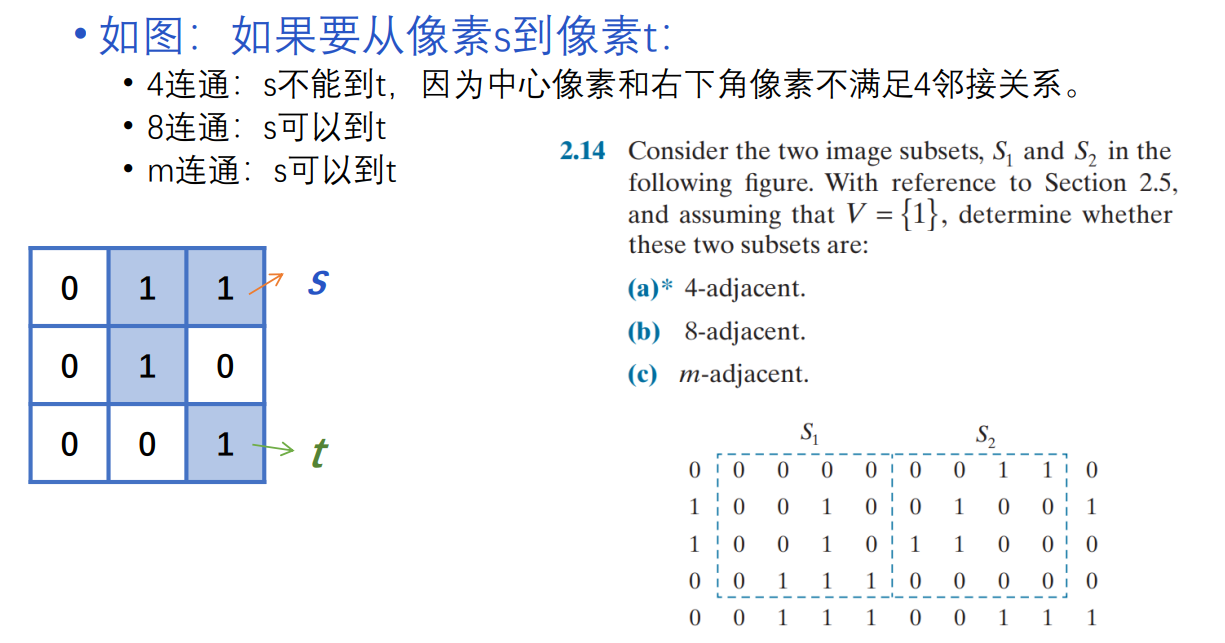 • 如图：如果要从像素s到像素t：
• 4连通：s不能到t，因为中心像素和右下角像素不满足4邻接关系。
• 8连通：s可以到t
• m连通：s可以到t
0 1 1 s
0 1 0
0 0 1 t
2.14 Consider the two image subsets, S₁ and S₂ in the
following figure. With reference to Section 2.5,
and assuming that V = {1}, determine whether
these two subsets are:
(a)* 4-adjacent.
(b) 8-adjacent.
(c) m-adjacent.
S₁ S₂
0 0 0 0 0 0 0 1 1 0
1 0 0 1 0 0 1 0 0 1
1 0 0 1 0 1 1 0 0 0
0 0 1 1 1 0 0 0 0 0
0 0 1 1 1 0 0 1 1 1